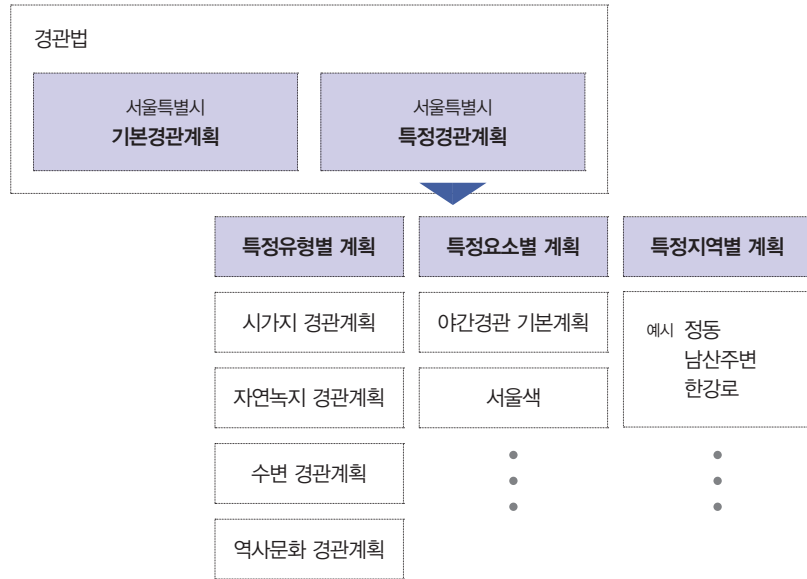 경관법
서울특별시
기본경관계획
서울특별시
특정경관계획
특정유형별 계획
시가지 경관계획
자연녹지 경관계획
수변 경관계획
역사문화 경관계획
특정요소별 계획
야간경관 기본계획
서울색
특정지역별 계획
예시 정동
남산주변
한강로